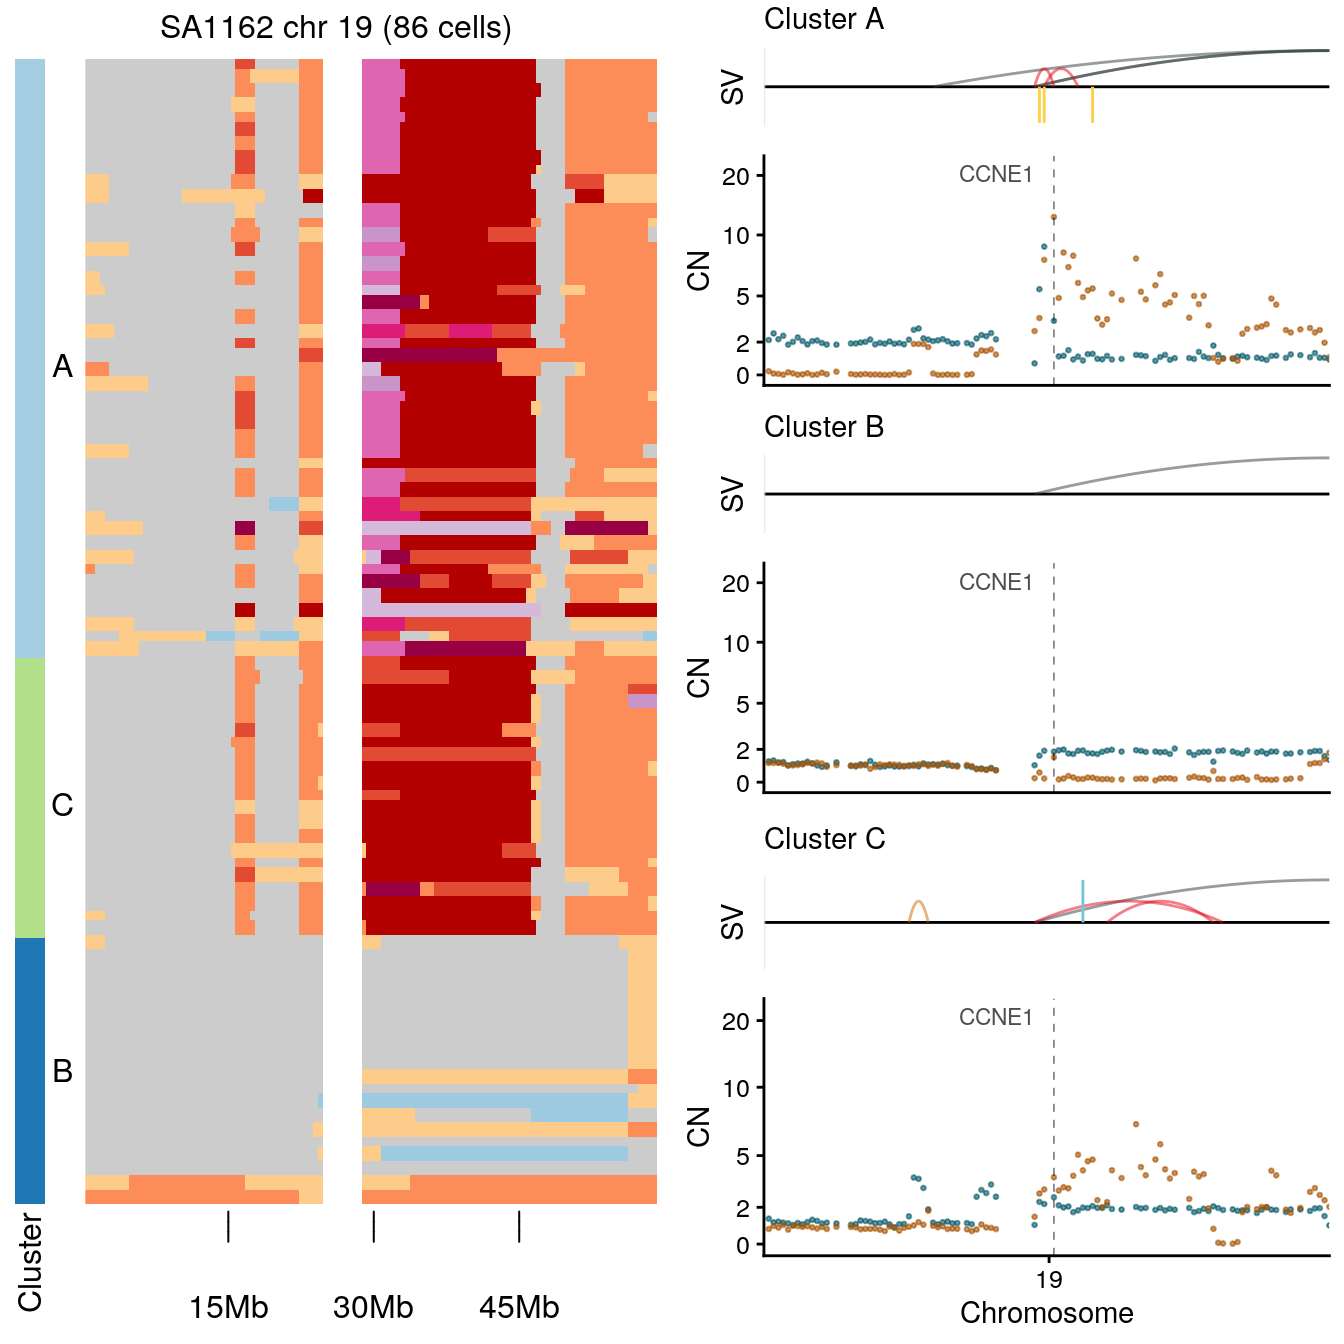 SA1162 chr 19 (86 cells)
A
C
B
Cluster
15Mb
30Mb
45Mb
Cluster A
SV
CCNE1
CN
20
10
5
2
0
Cluster B
SV
CCNE1
CN
20
10
5
2
0
Cluster C
SV
CCNE1
CN
20
10
5
2
0
19
Chromosome